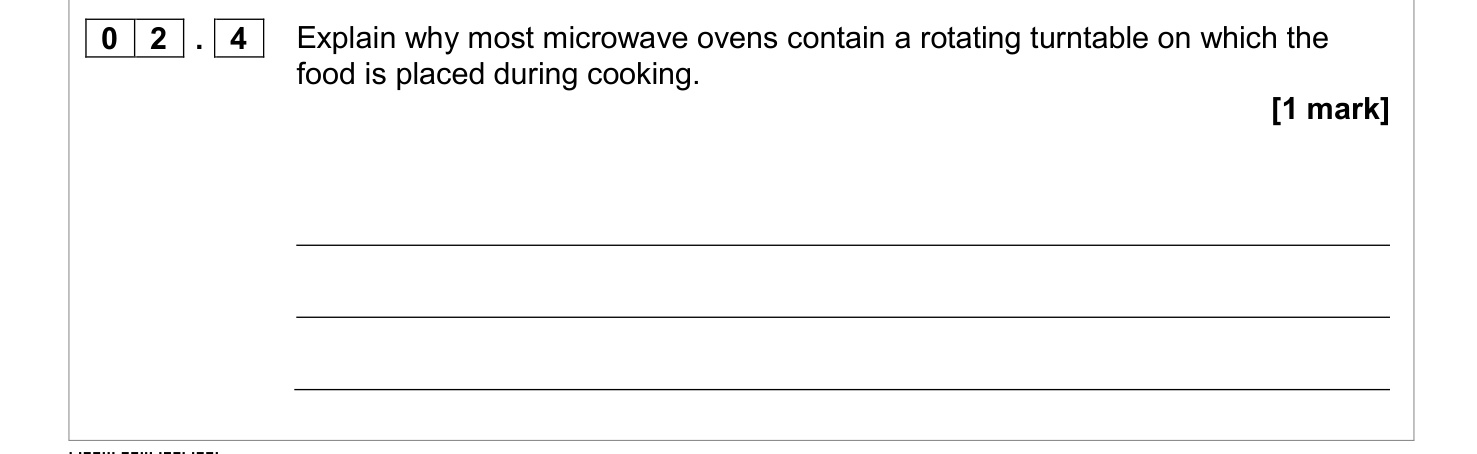 0 2 . 4 Explain why most microwave ovens contain a rotating turntable on which the
food is placed during cooking.
[1 mark]